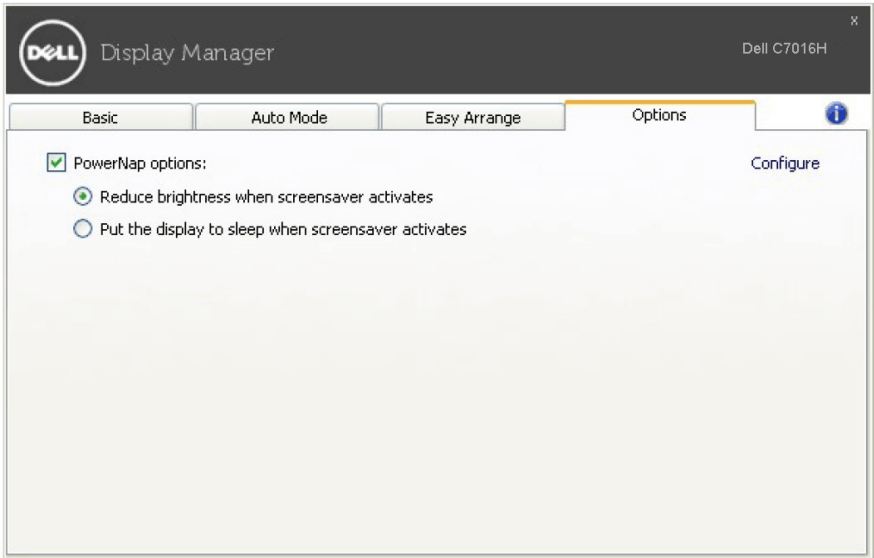 DELL Display Manager
x
Dell C7016H
Basic Auto Mode Easy Arrange Options
PowerNap options: Configure
Reduce brightness when screensaver activates
Put the display to sleep when screensaver activates